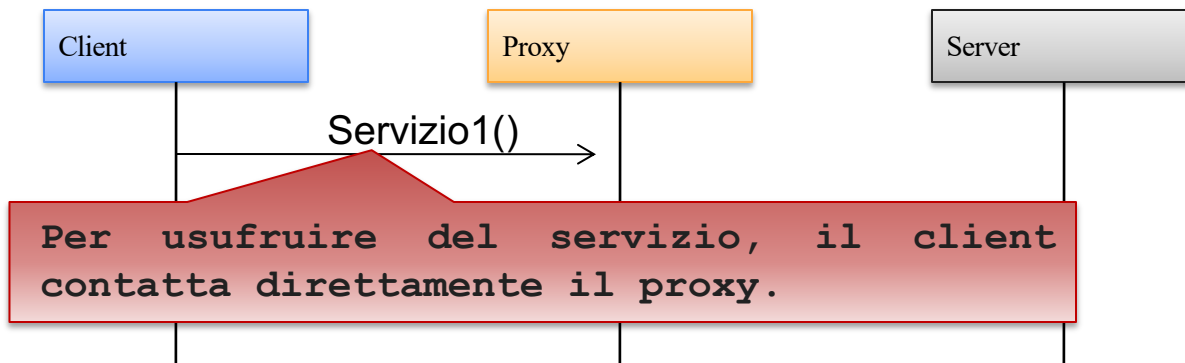 Client
Proxy
Server
Servizio1()
Per usufruire del servizio, il client
contatta direttamente il proxy.